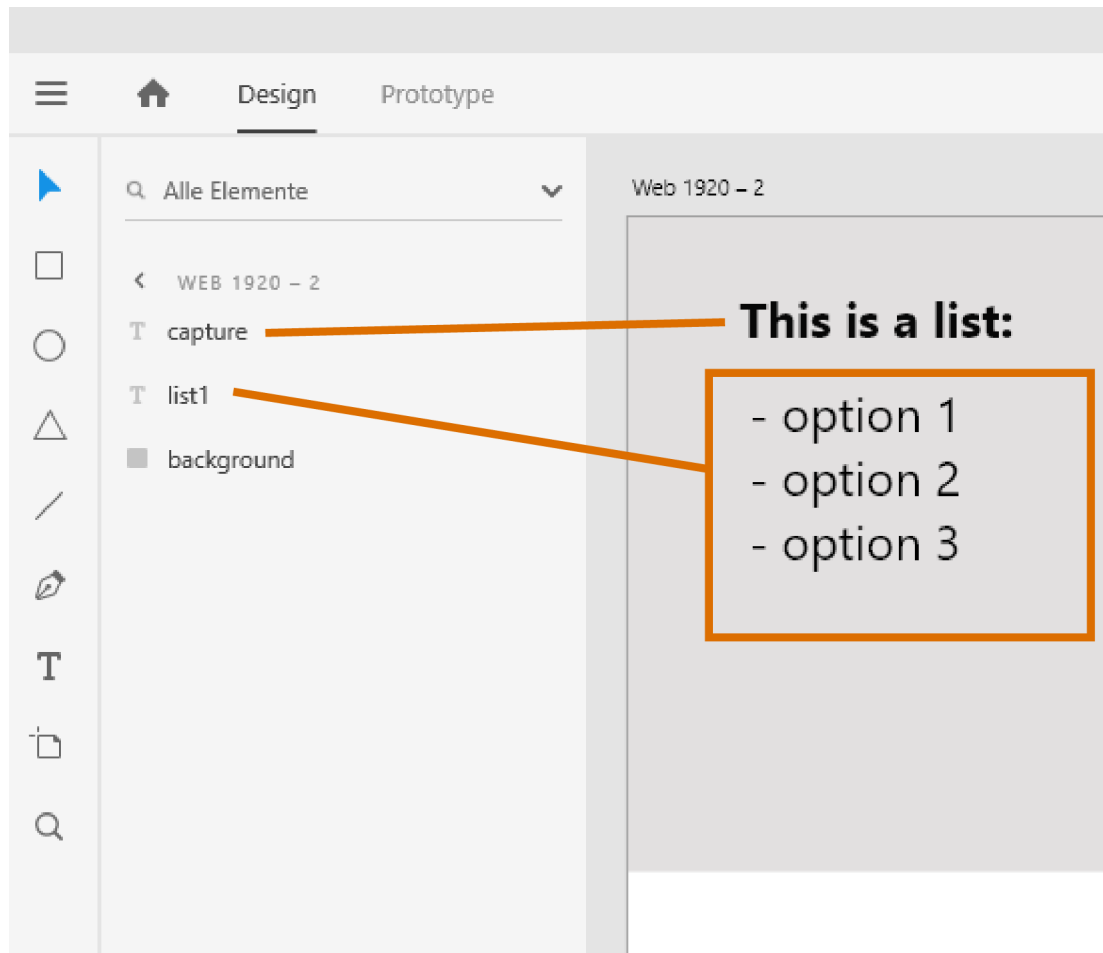 Design Prototype
Alle Elemente
WEB 1920 – 2
T capture
T list1
background
T
Web 1920 – 2
This is a list:
- option 1
- option 2
- option 3